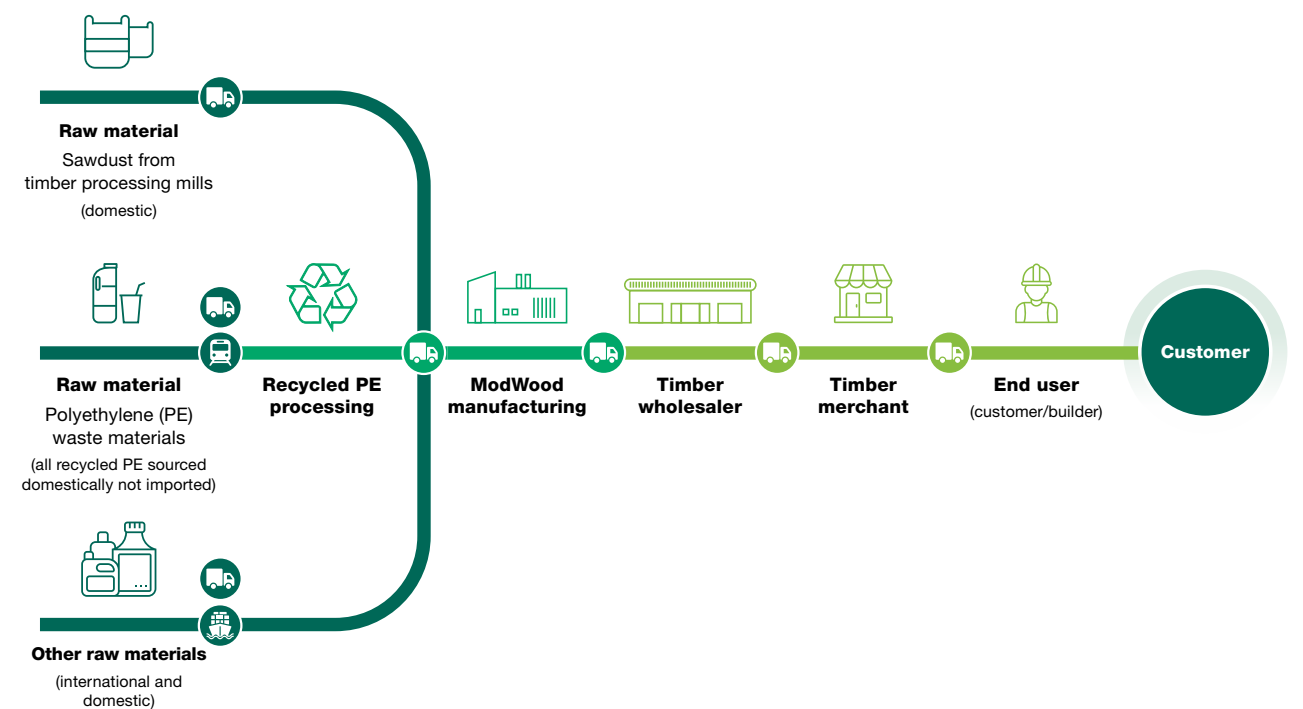 Raw material
Sawdust from
timber processing mills
(domestic)
Raw material
Polyethylene (PE)
waste materials
(all recycled PE sourced
domestically not imported)
Recycled PE
processing
ModWood
manufacturing
Timber
wholesaler
Timber
merchant
End user
(customer/builder)
Customer
Other raw materials
(international and
domestic)